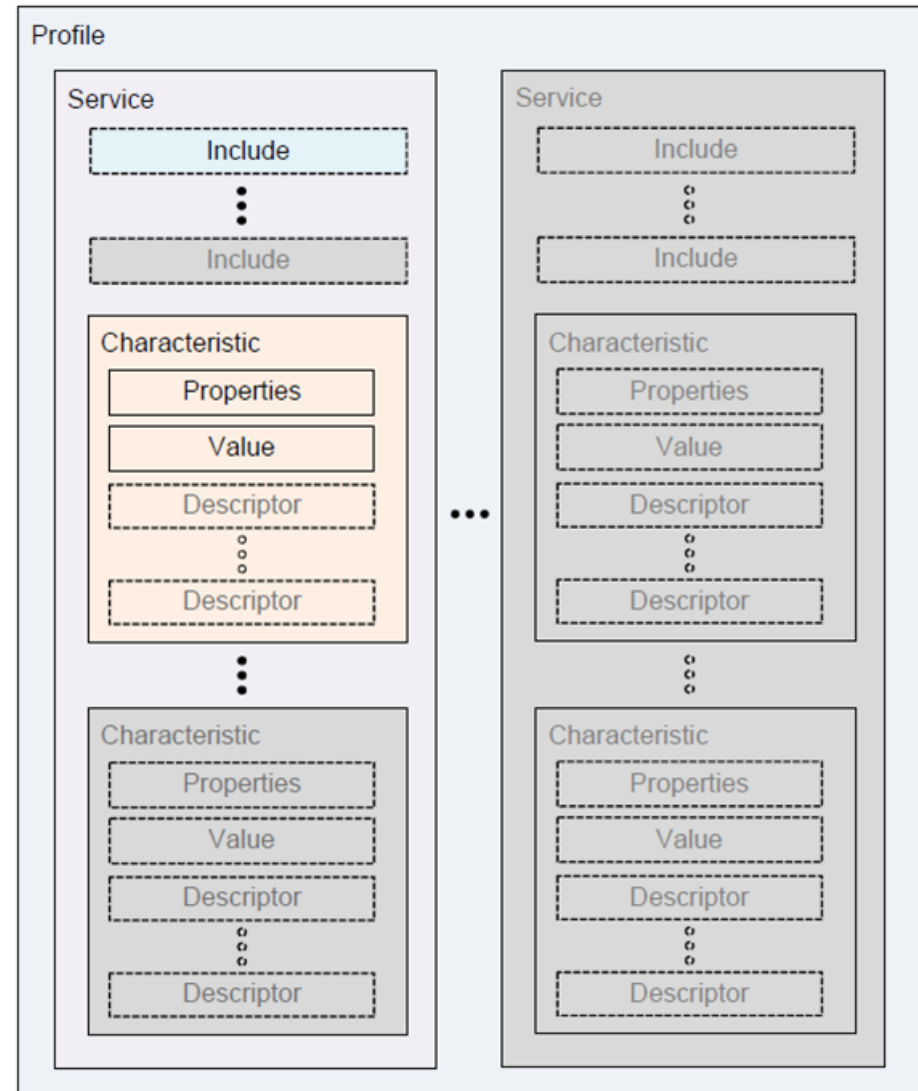 Profile
Service
Include
Include
Characteristic
Properties
Value
Descriptor
Descriptor
Characteristic
Properties
Value
Descriptor
Descriptor
Service
Include
Include
Characteristic
Properties
Value
Descriptor
Descriptor
Characteristic
Properties
Value
Descriptor
Descriptor